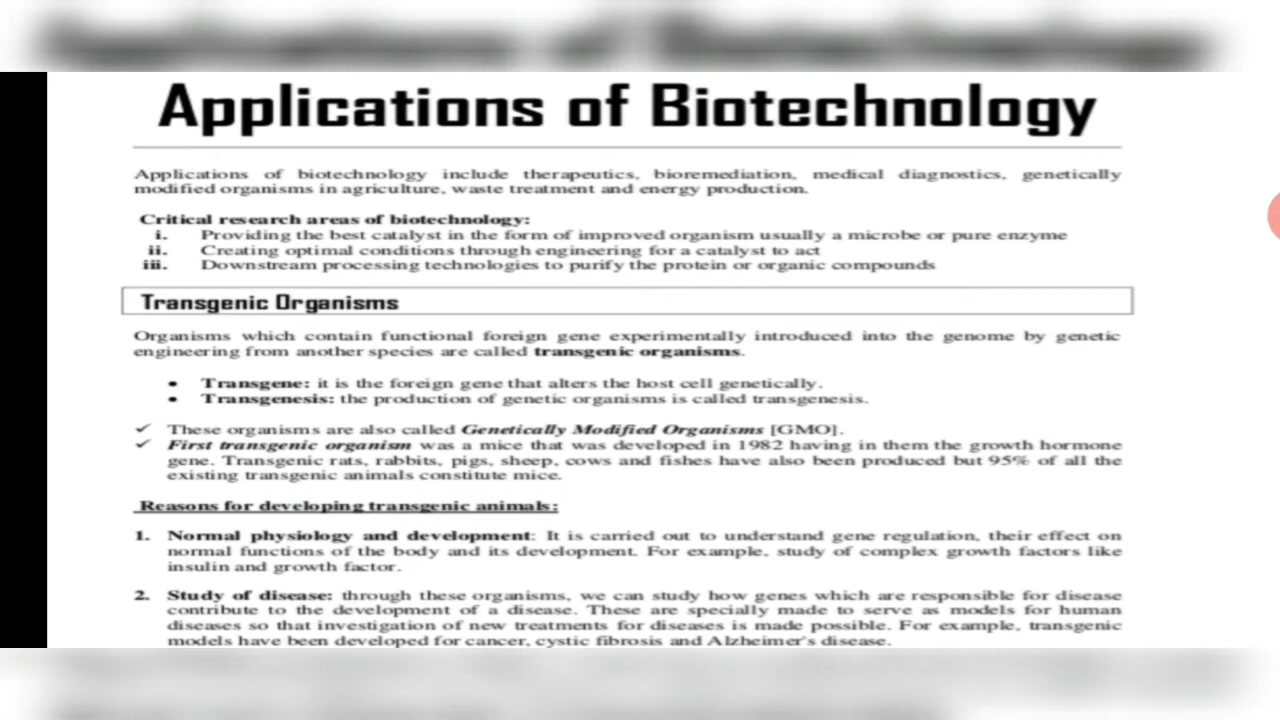 Applications of Biotechnology
Applications of biotechnology include therapeutics, bioremediation, medical diagnostics, genetically
modified organisms in agriculture, waste treatment and energy production.
Critical research areas of biotechnology:
i. Providing the best catalyst in the form of improved organism usually a microbe or pure enzyme
ii. Creating optimal conditions through engineering for a catalyst to act
iii. Downstream processing technologies to purify the protein or organic compounds
Transgenic Organisms
Organisms which contain functional foreign gene experimentally introduced into the genome by genetic
engineering from another species are called transgenic organisms.
• Transgene: it is the foreign gene that alters the host cell genetically.
• Transgenesis: the production of genetic organisms is called transgenesis.
✓ These organisms are also called Genetically Modified Organisms [GMO].
✓ First transgenic organism was a mice that was developed in 1982 having in them the growth hormone
gene. Transgenic rats, rabbits, pigs, sheep, cows and fishes have also been produced but 95% of all the
existing transgenic animals constitute mice.
Reasons for developing transgenic animals:
1. Normal physiology and development: It is carried out to understand gene regulation, their effect on
normal functions of the body and its development. For example, study of complex growth factors like
insulin and growth factor.
2. Study of disease: through these organisms, we can study how genes which are responsible for disease
contribute to the development of a disease. These are specially made to serve as models for human
diseases so that investigation of new treatments for diseases is made possible. For example, transgenic
models have been developed for cancer, cystic fibrosis and Alzheimer's disease.